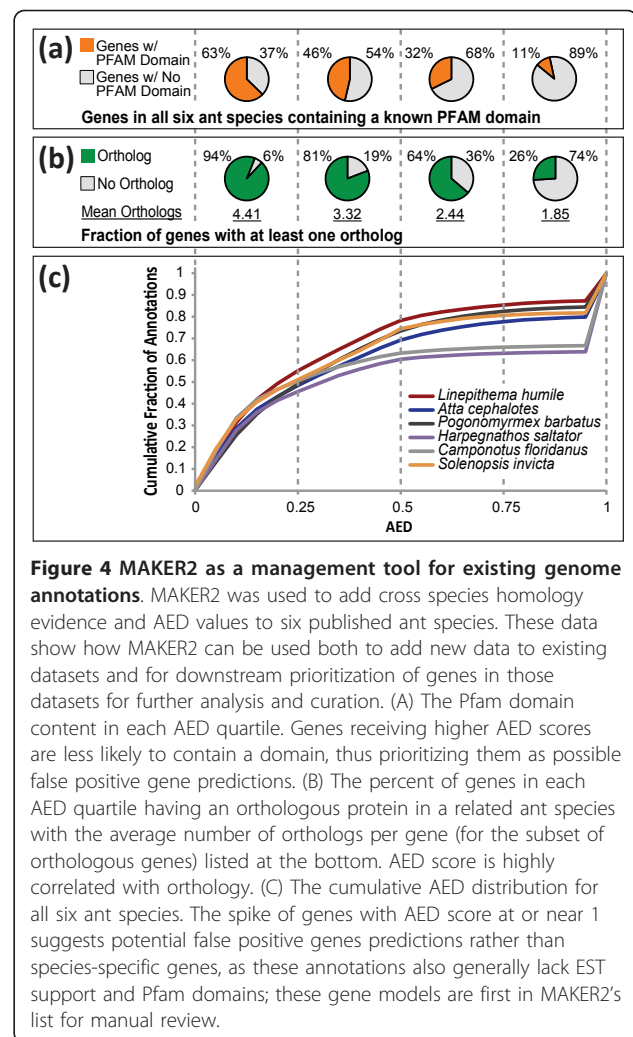 (a)
Genes w/ PFAM Domain
Genes w/ No PFAM Domain
63% 37% 46% 54% 32% 68% 11% 89%
Genes in all six ant species containing a known PFAM domain
(b)
Ortholog
No Ortholog
94% 6% 81% 19% 64% 36% 26% 74%
Mean Orthologs 4.41 3.32 2.44 1.85
Fraction of genes with at least one ortholog
(c)
Cumulative Fraction of Annotations
1
0.9
0.8
0.7
0.6
0.5
0.4
0.3
0.2
0.1
0
Linepithema humile
Atta cephalotes
Pogonomyrmex barbatus
Harpegnathos saltator
Camponotus floridanus
Solenopsis invicta
0 0.25 0.5 0.75 1
AED
Figure 4 MAKER2 as a management tool for existing genome
annotations. MAKER2 was used to add cross species homology
evidence and AED values to six published ant species. These data
show how MAKER2 can be used both to add new data to existing
datasets and for downstream prioritization of genes in those
datasets for further analysis and curation. (A) The Pfam domain
content in each AED quartile. Genes receiving higher AED scores
are less likely to contain a domain, thus prioritizing them as possible
false positive gene predictions. (B) The percent of genes in each
AED quartile having an orthologous protein in a related ant species
with the average number of orthologs per gene (for the subset of
orthologous genes) listed at the bottom. AED score is highly
correlated with orthology. (C) The cumulative AED distribution for
all six ant species. The spike of genes with AED score at or near 1
suggests potential false positive genes predictions rather than
species-specific genes, as these annotations also generally lack EST
support and Pfam domains; these gene models are first in MAKER2's
list for manual review.